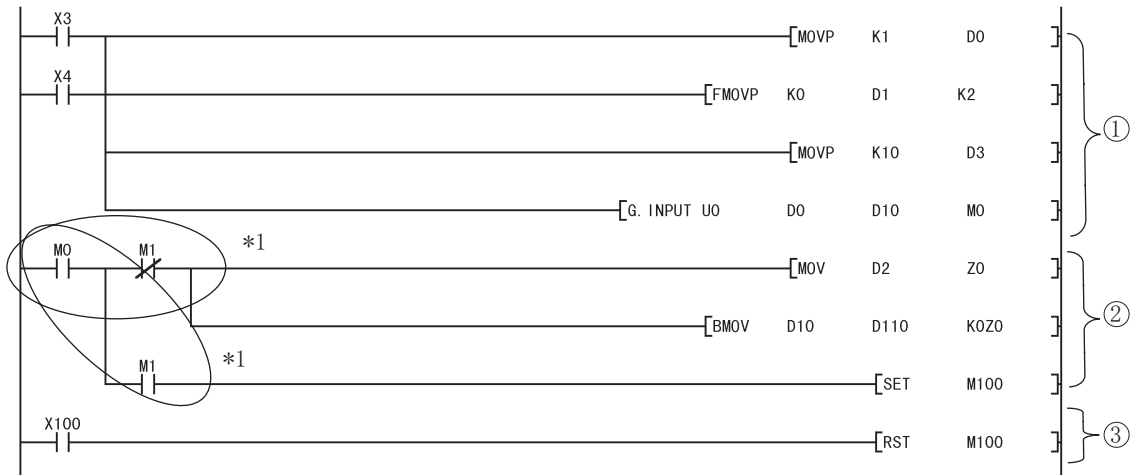 X3
[MOVP K1 D0 ]
X4
[FMOVP K0 D1 K2 ]
①
[MOVP K10 D3 ]
[G. INPUT U0 D0 D10 M0 ]
*1
M0 M1
[MOV D2 Z0 ]
②
[BMOV D10 D110 K0Z0 ]
*1
M1
[SET M100 ]
X100
③
[RST M100 ]